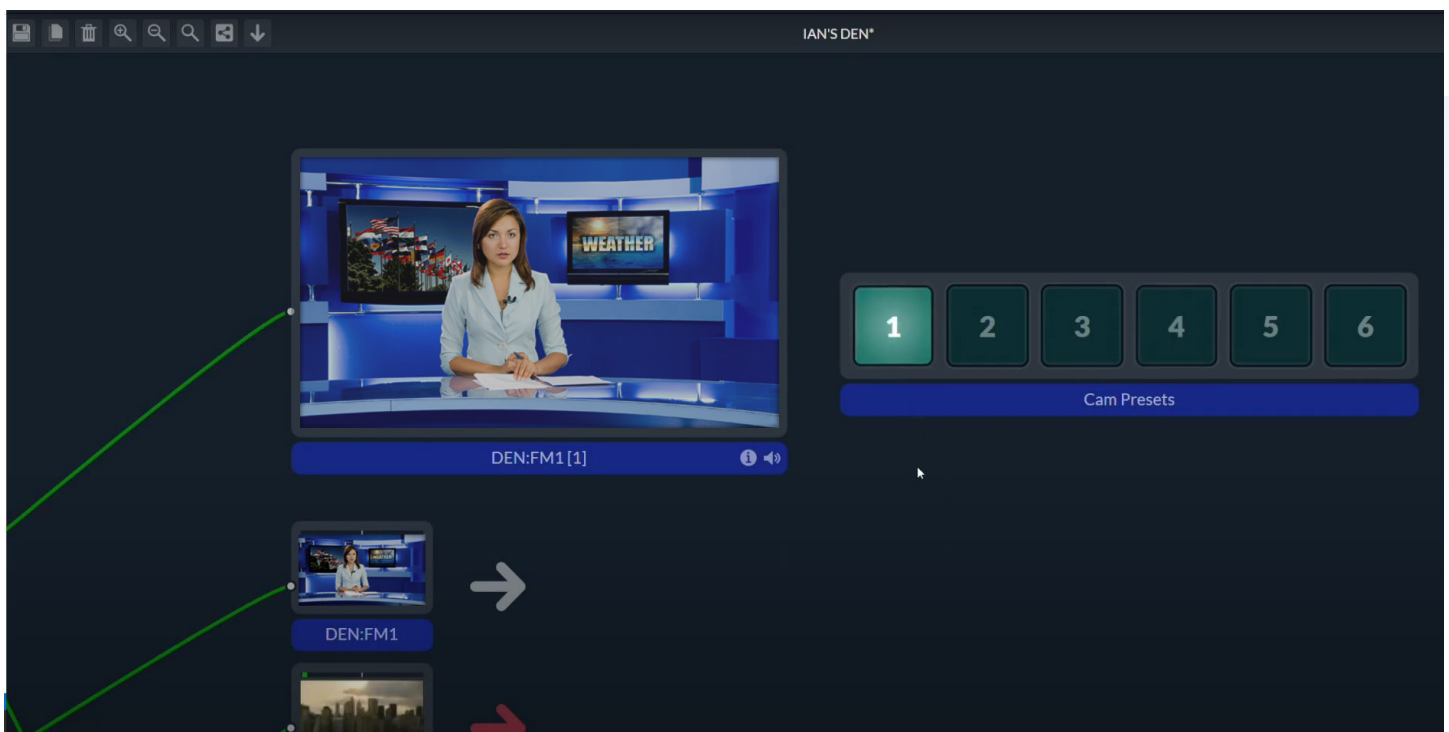 IAN'S DEN*
WEATHER
1 2 3 4 5 6
Cam Presets
DEN:FM1 [1]
DEN:FM1